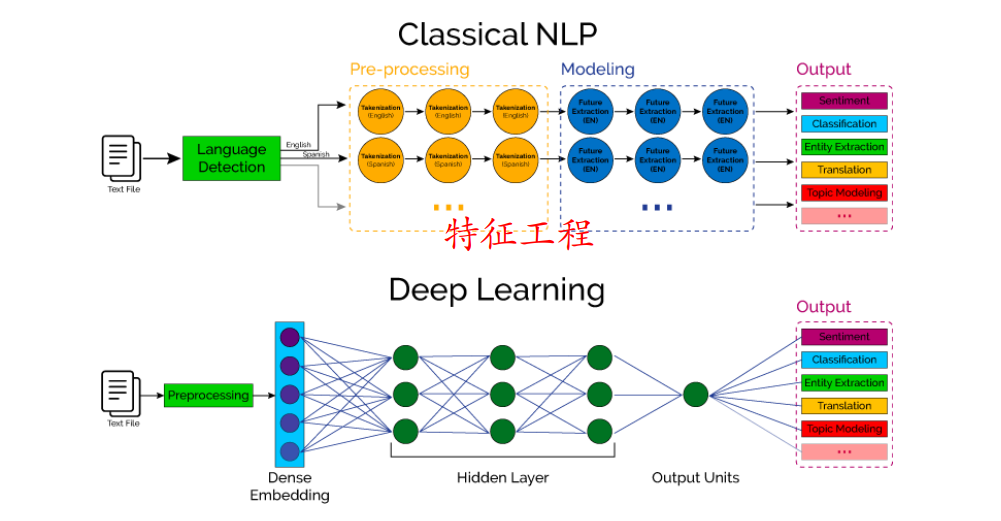 Classical NLP
Pre-processing
Modeling
Output
Text File
Language
Detection
English
Spanish
Takenization
(English)
Takenization
(English)
Takenization
(English)
Future
Extraction
(EN)
Future
Extraction
(EN)
Future
Extraction
(EN)
Takenization
(Spanish)
Takenization
(Spanish)
Takenization
(Spanish)
Future
Extraction
(EN)
Future
Extraction
(EN)
Future
Extraction
(EN)
...
...
Sentiment
Classification
Entity Extraction
Translation
Topic Modeling
...
特征工程
Deep Learning
Output
Text File
Preprocessing
Dense
Embedding
Hidden Layer
Output Units
Sentiment
Classification
Entity Extraction
Translation
Topic Modeling
...